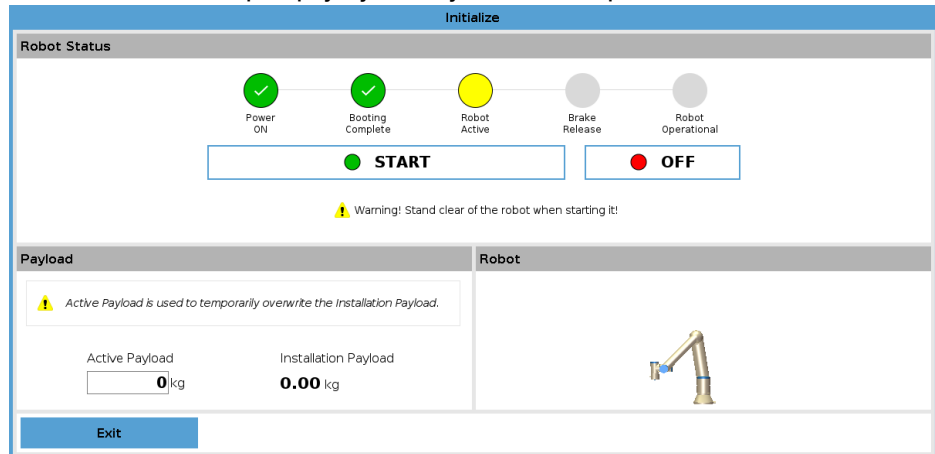 Initialize
Robot Status
Power
ON
Booting
Complete
Robot
Active
Brake
Release
Robot
Operational
START
OFF
Warning! Stand clear of the robot when starting it!
Payload
Robot
Active Payload is used to temporarily overwrite the Installation Payload.
Active Payload
Installation Payload
0 kg
0.00 kg
Exit